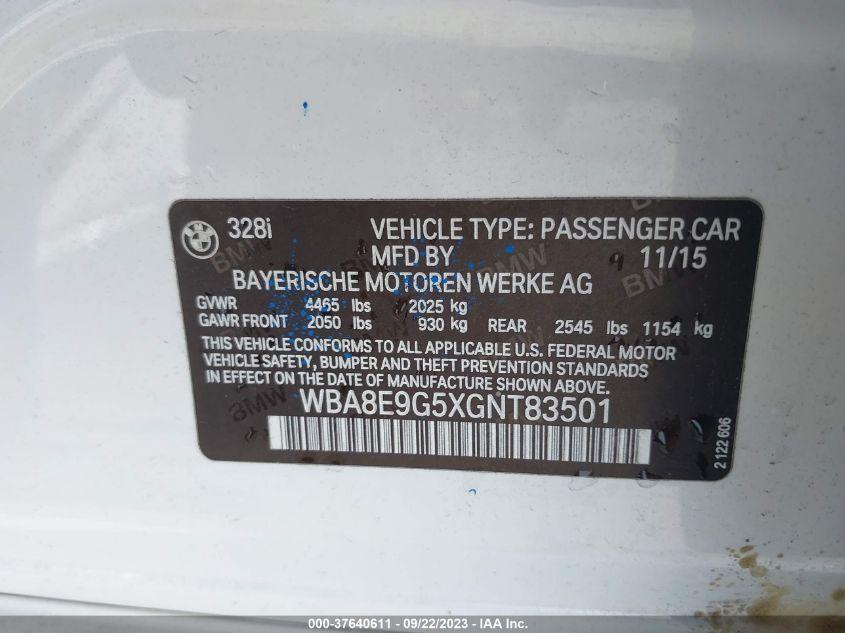 328i VEHICLE TYPE: PASSENGER CAR
MFD BY 11/15
BAYERISCHE MOTOREN WERKE AG
GVWR 4465 lbs 2025 kg
GAWR FRONT 2050 lbs 930 kg REAR 2545 lbs 1154 kg
THIS VEHICLE CONFORMS TO ALL APPLICABLE U.S. FEDERAL MOTOR
VEHICLE SAFETY, BUMPER AND THEFT PREVENTION STANDARDS
IN EFFECT ON THE DATE OF MANUFACTURE SHOWN ABOVE.
WBA8E9G5XGNT83501
2 122 606
000-37640611 - 09/22/2023 - IAA Inc.